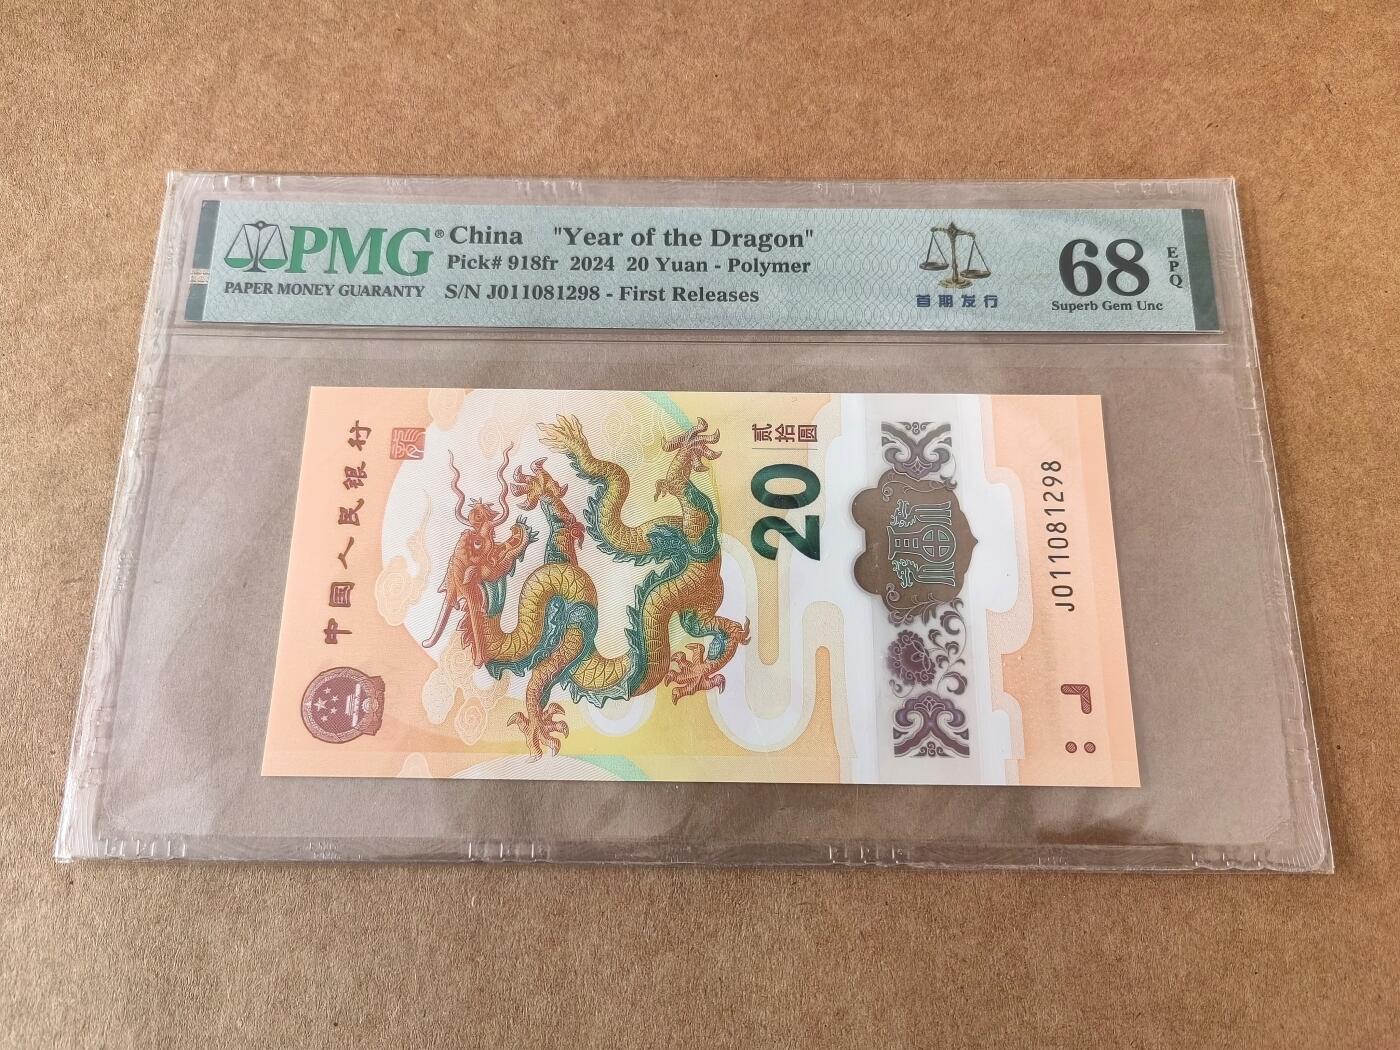 PMG® China "Year of the Dragon"
Pick# 918fr 2024 20 Yuan - Polymer
PAPER MONEY GUARANTY S/N J011081298 - First Releases
首期发行
68 EPQ
Superb Gem Unc
中国人民银行
贰拾圆
20
福
J011081298